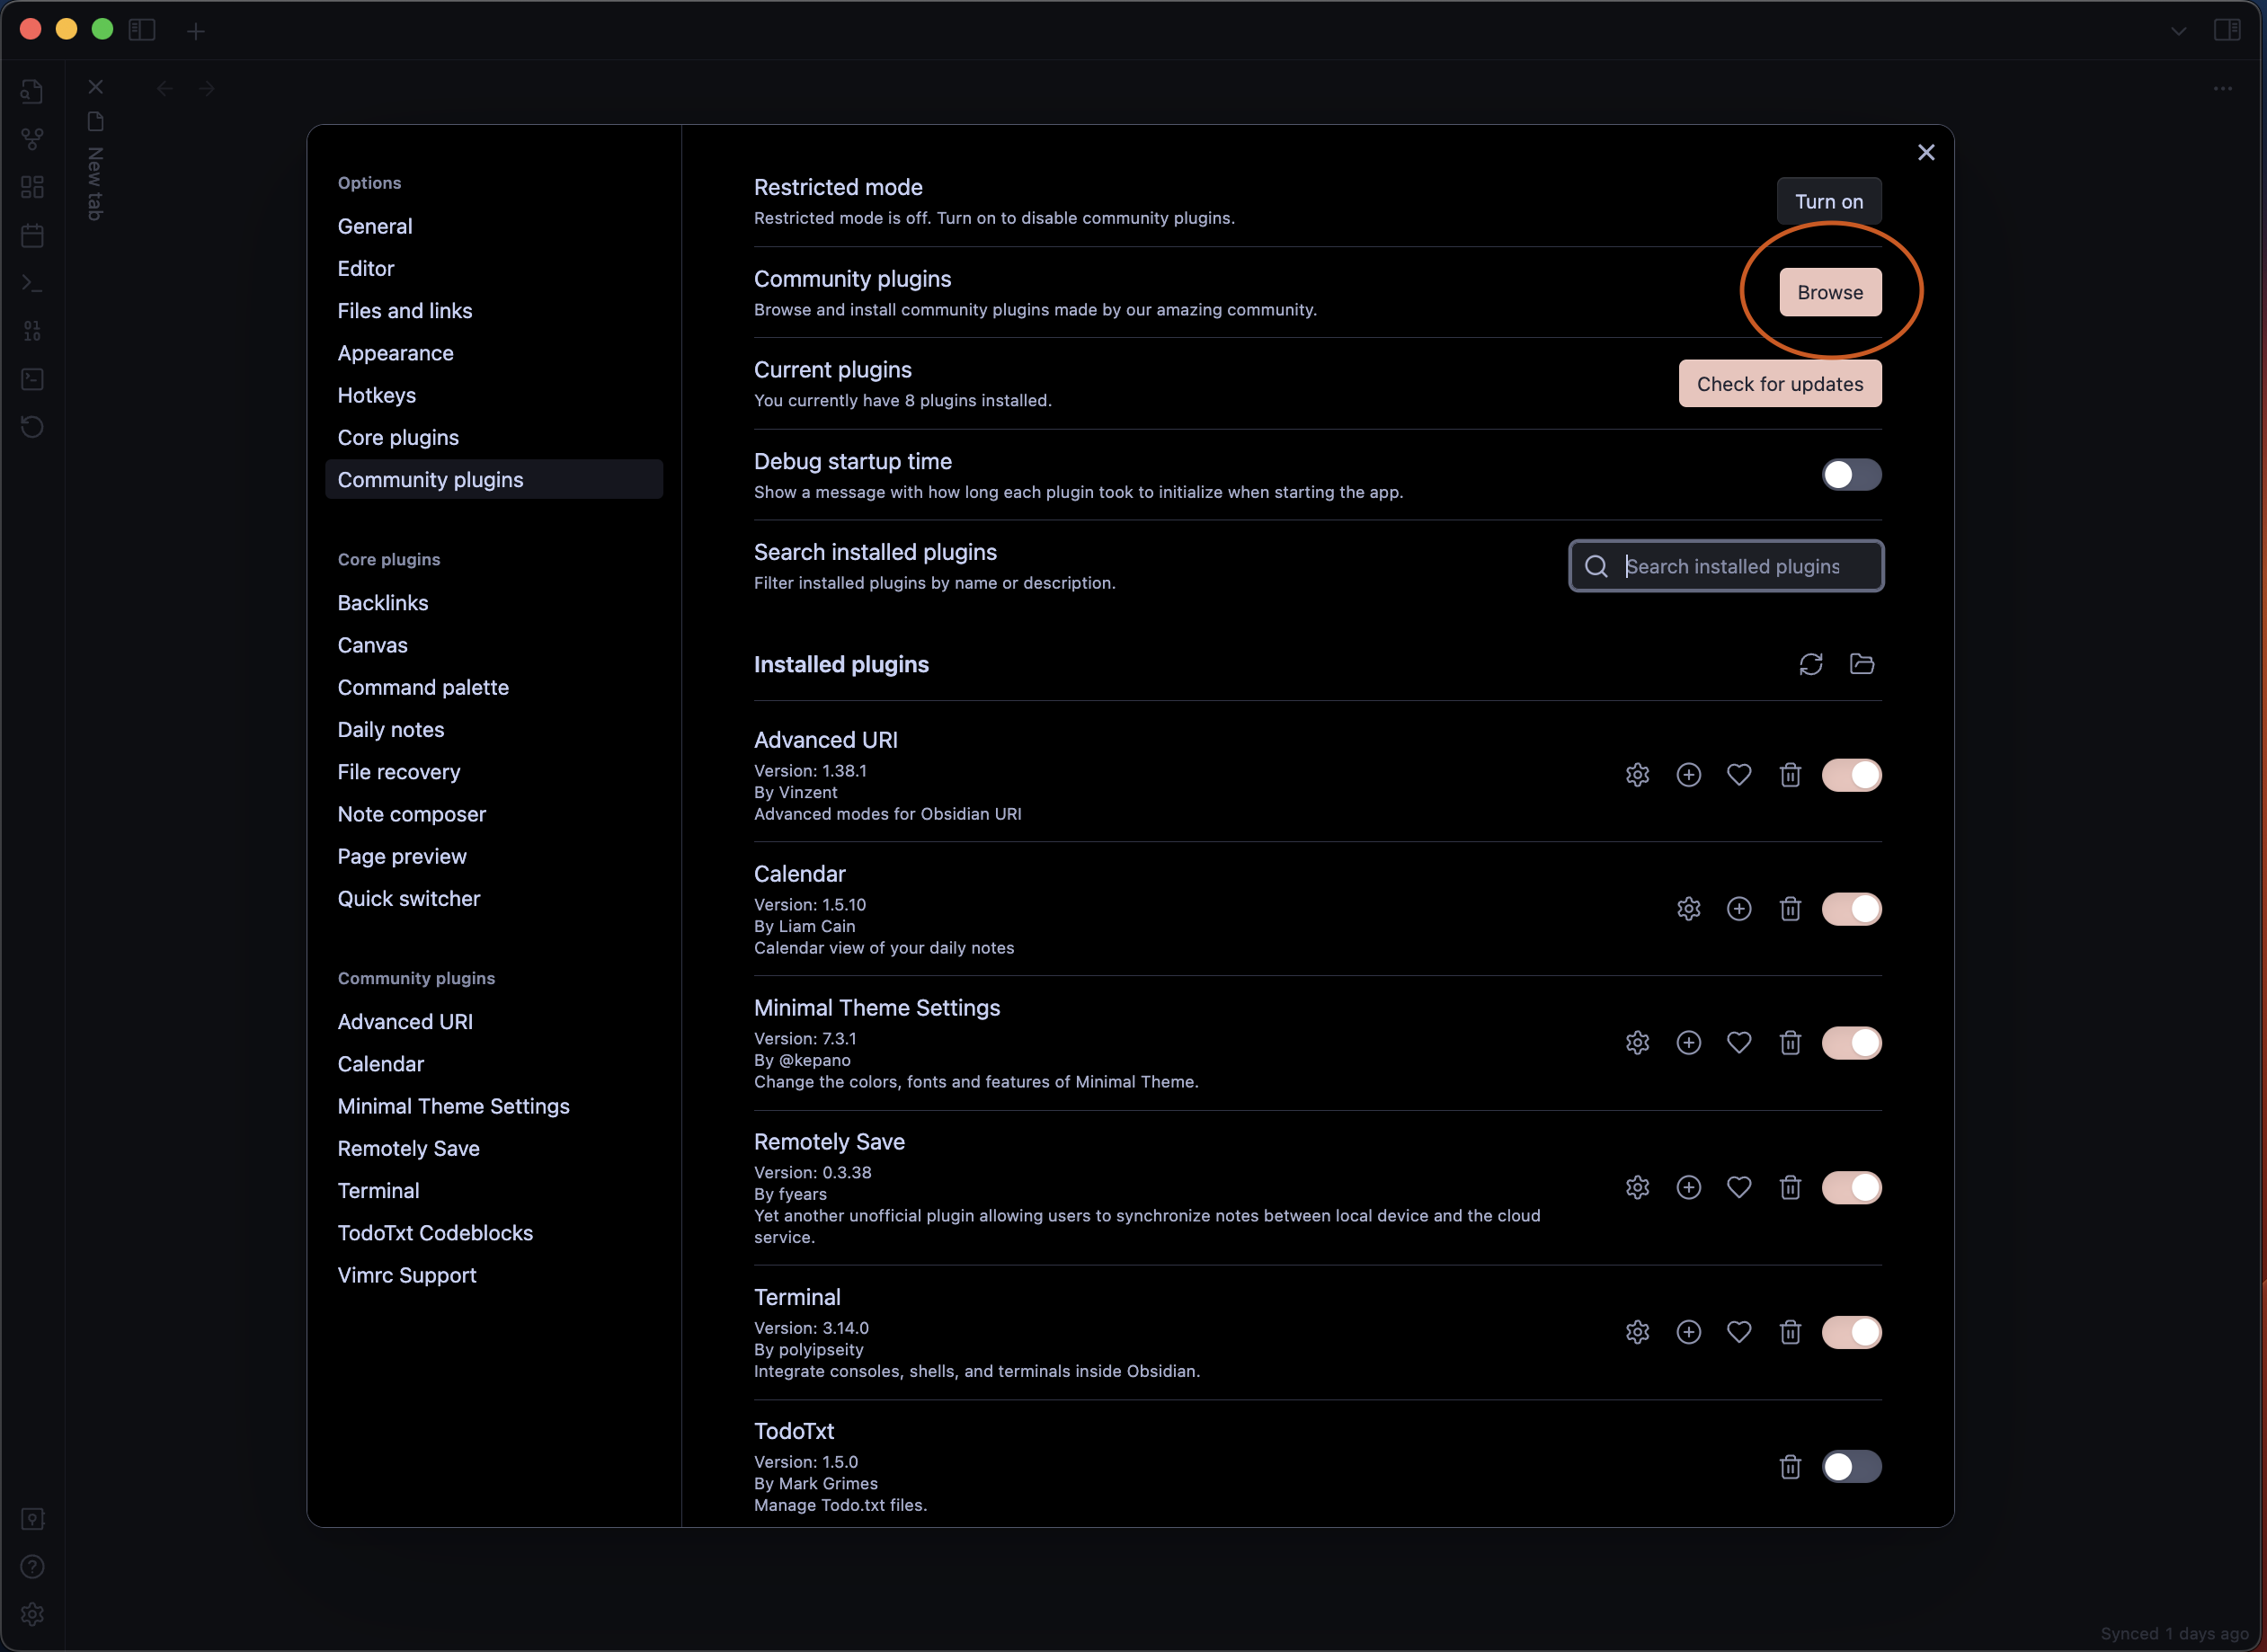 New tab
Options
General
Editor
Files and links
Appearance
Hotkeys
Core plugins
Community plugins
Core plugins
Backlinks
Canvas
Command palette
Daily notes
File recovery
Note composer
Page preview
Quick switcher
Community plugins
Advanced URI
Calendar
Minimal Theme Settings
Remotely Save
Terminal
TodoTxt Codeblocks
Vimrc Support
Restricted mode
Restricted mode is off. Turn on to disable community plugins.
Turn on
Community plugins
Browse and install community plugins made by our amazing community.
Browse
Current plugins
You currently have 8 plugins installed.
Check for updates
Debug startup time
Show a message with how long each plugin took to initialize when starting the app.
Search installed plugins
Filter installed plugins by name or description.
Search installed plugins
Installed plugins
Advanced URI
Version: 1.38.1
By Vinzent
Advanced modes for Obsidian URI
Calendar
Version: 1.5.10
By Liam Cain
Calendar view of your daily notes
Minimal Theme Settings
Version: 7.3.1
By @kepano
Change the colors, fonts and features of Minimal Theme.
Remotely Save
Version: 0.3.38
By fyears
Yet another unofficial plugin allowing users to synchronize notes between local device and the cloud
service.
Terminal
Version: 3.14.0
By polyipseity
Integrate consoles, shells, and terminals inside Obsidian.
TodoTxt
Version: 1.5.0
By Mark Grimes
Manage Todo.txt files.
Synced 1 days ago